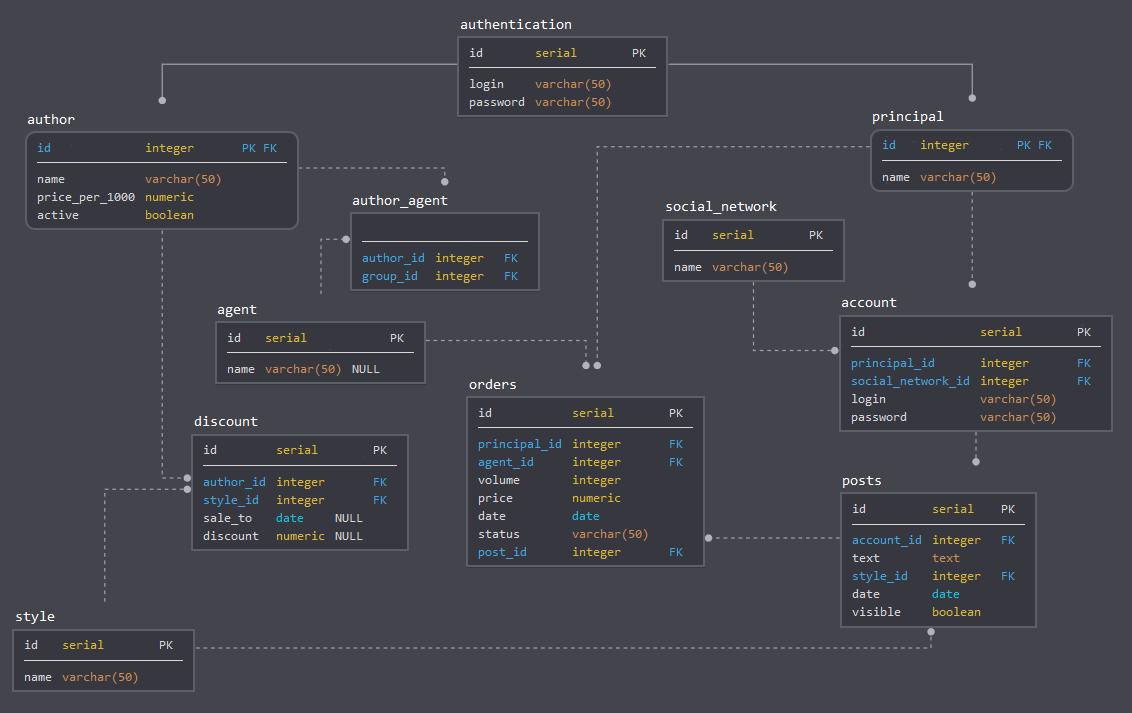 authentication
id serial PK
login varchar(50)
password varchar(50)
author
id integer PK FK
name varchar(50)
price_per_1000 numeric
active boolean
principal
id integer PK FK
name varchar(50)
author_agent
author_id integer FK
group_id integer FK
social_network
id serial PK
name varchar(50)
agent
id serial PK
name varchar(50) NULL
account
id serial PK
principal_id integer FK
social_network_id integer FK
login varchar(50)
password varchar(50)
orders
id serial PK
principal_id integer FK
agent_id integer FK
volume integer
price numeric
date date
status varchar(50)
post_id integer FK
discount
id serial PK
author_id integer FK
style_id integer FK
sale_to date NULL
discount numeric NULL
posts
id serial PK
account_id integer FK
text text
style_id integer FK
date date
visible boolean
style
id serial PK
name varchar(50)